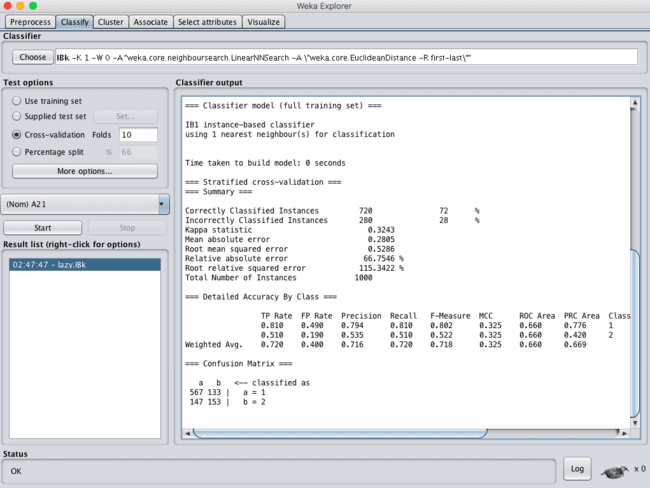 Weka Explorer
Preprocess Classify Cluster Associate Select attributes Visualize
Classifier
Choose IBk -K 1 -W 0 -A "weka.core.neighboursearch.LinearNNSearch -A \"weka.core.EuclideanDistance -R first-last\""
Test options
Use training set
Supplied test set Set...
Cross-validation Folds 10
Percentage split % 66
More options...
(Nom) A21
Start Stop
Result list (right-click for options)
02:47:47 - lazy.IBk
Classifier output
=== Classifier model (full training set) ===
IB1 instance-based classifier
using 1 nearest neighbour(s) for classification
Time taken to build model: 0 seconds
=== Stratified cross-validation ===
=== Summary ===
Correctly Classified Instances 720 72 %
Incorrectly Classified Instances 280 28 %
Kappa statistic 0.3243
Mean absolute error 0.2805
Root mean squared error 0.5286
Relative absolute error 66.7546 %
Root relative squared error 115.3422 %
Total Number of Instances 1000
=== Detailed Accuracy By Class ===
TP Rate FP Rate Precision Recall F-Measure MCC ROC Area PRC Area Class
0.810 0.490 0.794 0.810 0.802 0.325 0.660 0.776 1
0.510 0.190 0.535 0.510 0.522 0.325 0.660 0.420 2
Weighted Avg. 0.720 0.400 0.716 0.720 0.718 0.325 0.660 0.669
=== Confusion Matrix ===
a b <-- classified as
567 133 | a = 1
147 153 | b = 2
Status
OK
Log x 0